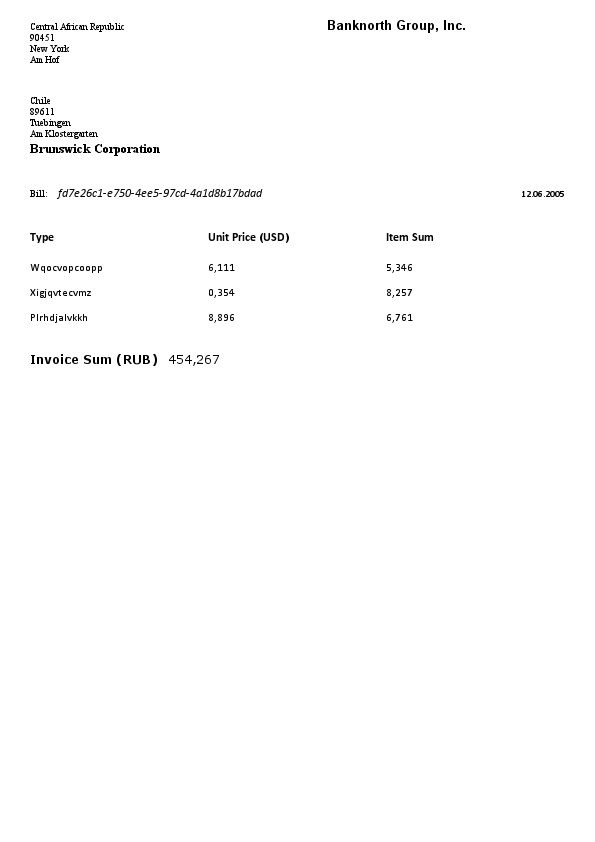 Central African Republic
90451
New York
Am Hof
Banknorth Group, Inc.
Chile
89611
Tuebingen
Am Klostergarten
Brunswick Corporation
Bill: fd7e26c1-e750-4ee5-97cd-4a1d8b17bdad 12.06.2005
Type Unit Price (USD) Item Sum
Wqocvopcoopp 6,111 5,346
Xigjqvtecvmz 0,354 8,257
Plrhdjalvkkh 8,896 6,761
Invoice Sum (RUB) 454,267